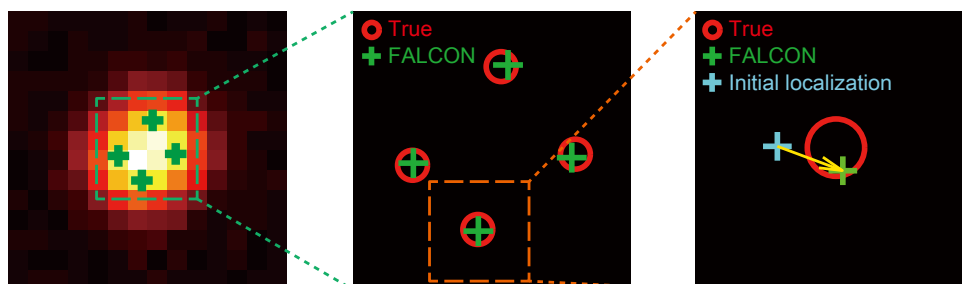 True
FALCON
True
FALCON
Initial localization